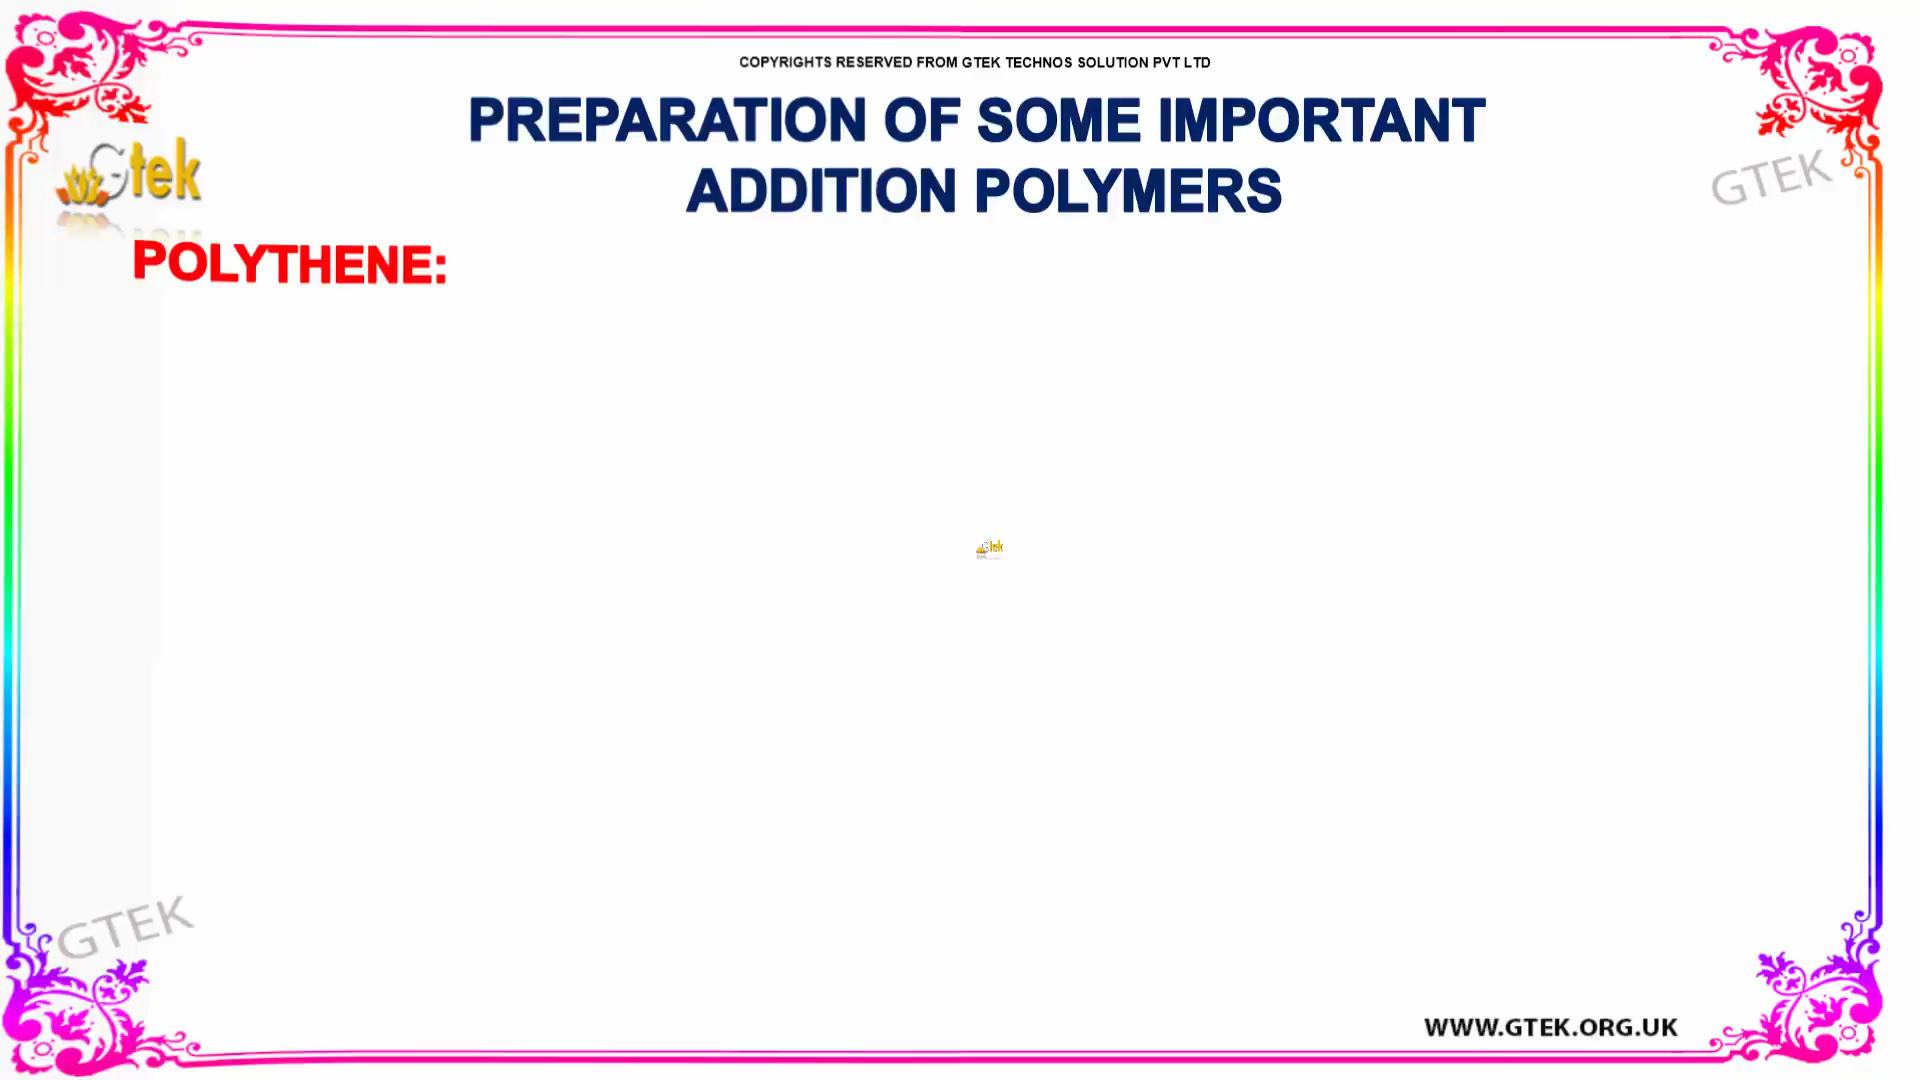 COPYRIGHTS RESERVED FROM GTEK TECHNOS SOLUTION PVT LTD
PREPARATION OF SOME IMPORTANT
ADDITION POLYMERS
Gtek
GTEK
POLYTHENE:
Gtek
GTEK
WWW.GTEK.ORG.UK